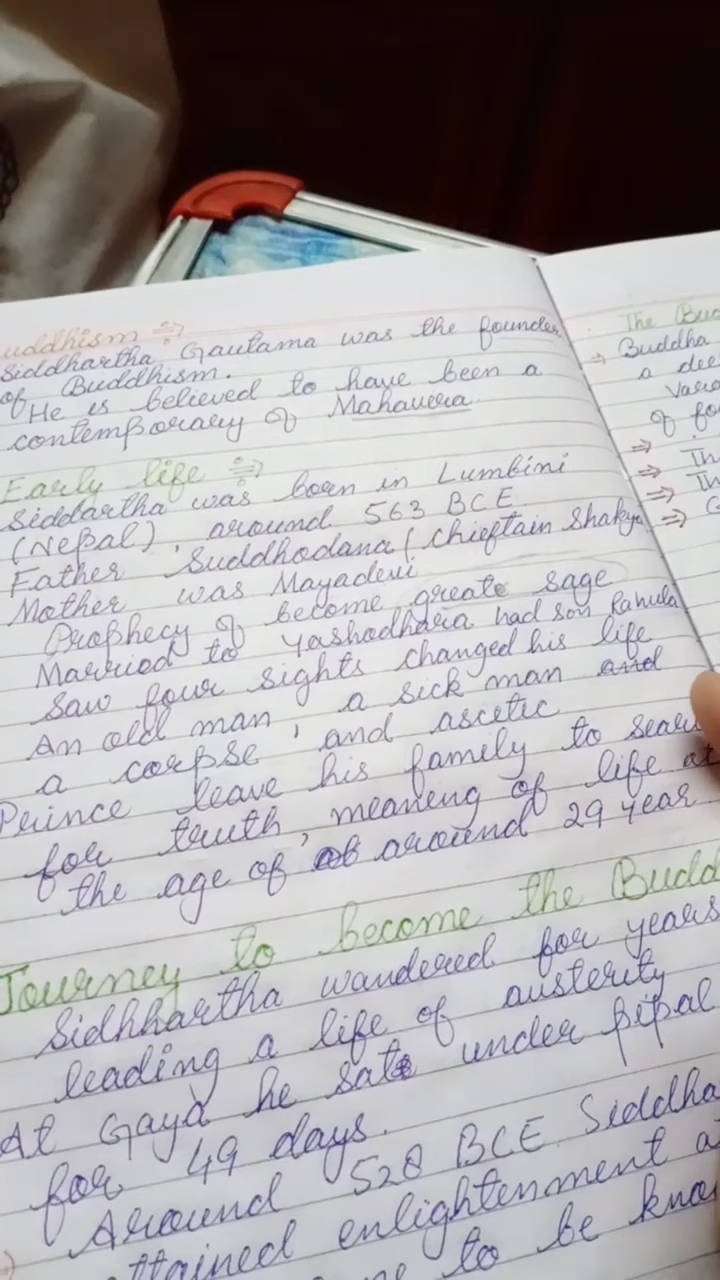 uddhism ÷⇒
Siddhartha Gautama was the founder
of Buddhism.
He is believed to have been a
contemporary of Mahavera
Early life ÷⇒
Siddartha was born in Lumbini
(Nepal), around 563 BCE
Father Suddhodana (Chieftain Shakya
Mother was Mayadevi
Prophecy of become greate sage
Married to Yashodhara had son Rahula
Saw four sights changed his life
An old man, a sick man and
a corpse, and ascetic
Prince leave his family to sear
for truth, meaning of life at
the age of around 29 year
Journey to become the Budd
Sidhhartha wandered for years
leading a life of austerity
At Gaya he sat under pipal
for 49 days.
Around 528 BCE Siddha
ttained enlightenment a
to be kno
The Bud
⇒ Buddha
a dee
of fo
⇒
⇒ Th
⇒ Th
⇒ C